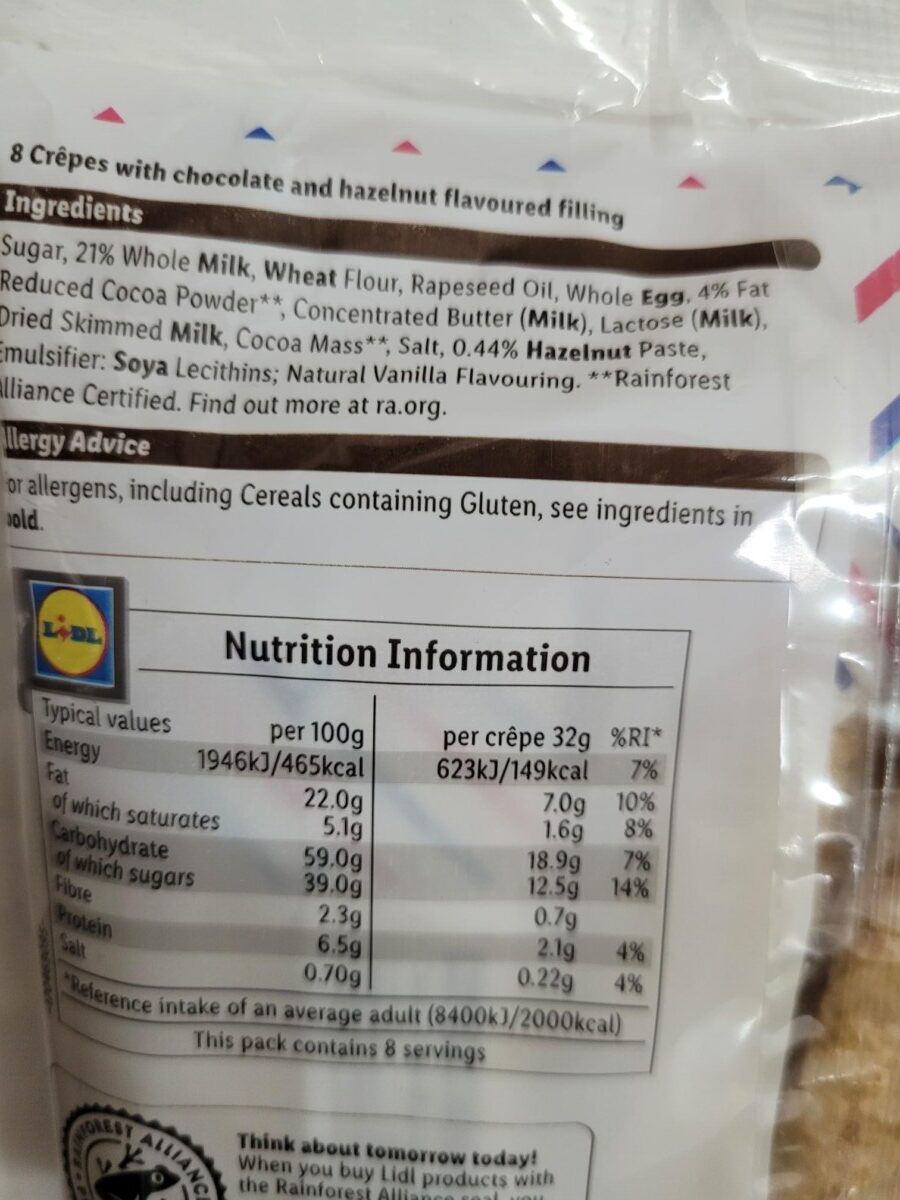 8 Crêpes with chocolate and hazelnut flavoured filling
Ingredients
Sugar, 21% Whole Milk, Wheat Flour, Rapeseed Oil, Whole Egg, 4% Fat
Reduced Cocoa Powder**, Concentrated Butter (Milk), Lactose (Milk),
Dried Skimmed Milk, Cocoa Mass**, Salt, 0.44% Hazelnut Paste,
Emulsifier: Soya Lecithins; Natural Vanilla Flavouring. **Rainforest
Alliance Certified. Find out more at ra.org.
Allergy Advice
or allergens, including Cereals containing Gluten, see ingredients in
bold.
LIDL
Nutrition Information
Typical values per 100g per crêpe 32g %RI*
Energy 1946kJ/465kcal 623kJ/149kcal 7%
Fat 22.0g 7.0g 10%
of which saturates 5.1g 1.6g 8%
Carbohydrate 59.0g 18.9g 7%
of which sugars 39.0g 12.5g 14%
Fibre 2.3g 0.7g
Protein 6.5g 2.1g 4%
Salt 0.70g 0.22g 4%
*Reference intake of an average adult (8400kJ/2000kcal)
This pack contains 8 servings
RAINFOREST ALLIANCE
Think about tomorrow today!
When you buy Lidl products with
the Rainforest Alliance seal, you